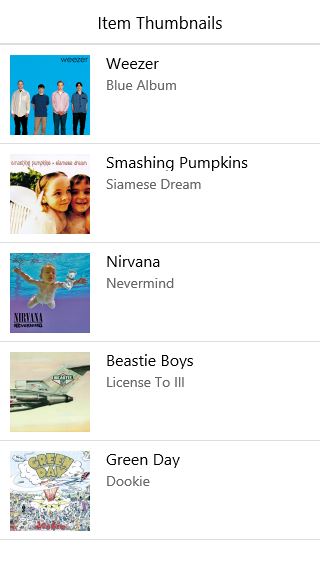 Item Thumbnails
weezer
Weezer
Blue Album
smashing pumpkins - siamese dream
Smashing Pumpkins
Siamese Dream
NIRVANA
NEVERMIND
Nirvana
Nevermind
BEASTIE
Beastie Boys
License To Ill
GREEN
DAY
Dookie
Green Day
Dookie